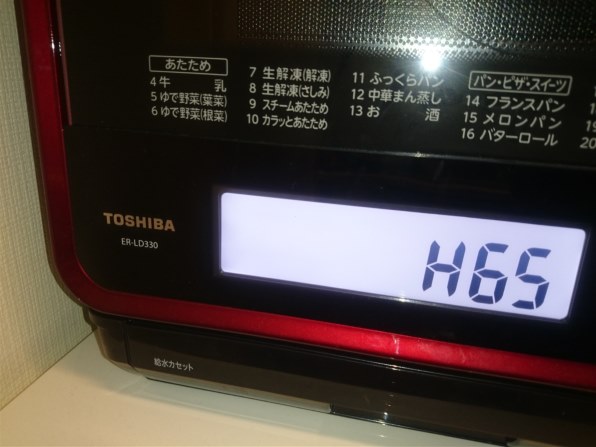 あたため
4 牛 乳
5 ゆで野菜(葉菜)
6 ゆで野菜(根菜)
7 生解凍(解凍)
8 生解凍(さしみ)
9 スチームあたため
10 カラッとあたため
11 ふっくらパン
12 中華まん蒸し
13 お 酒
パン・ピザ・スイーツ
14 フランスパン
15 メロンパン
16 バターロール
19
20
TOSHIBA
ER-LD330
H65
給水カセット